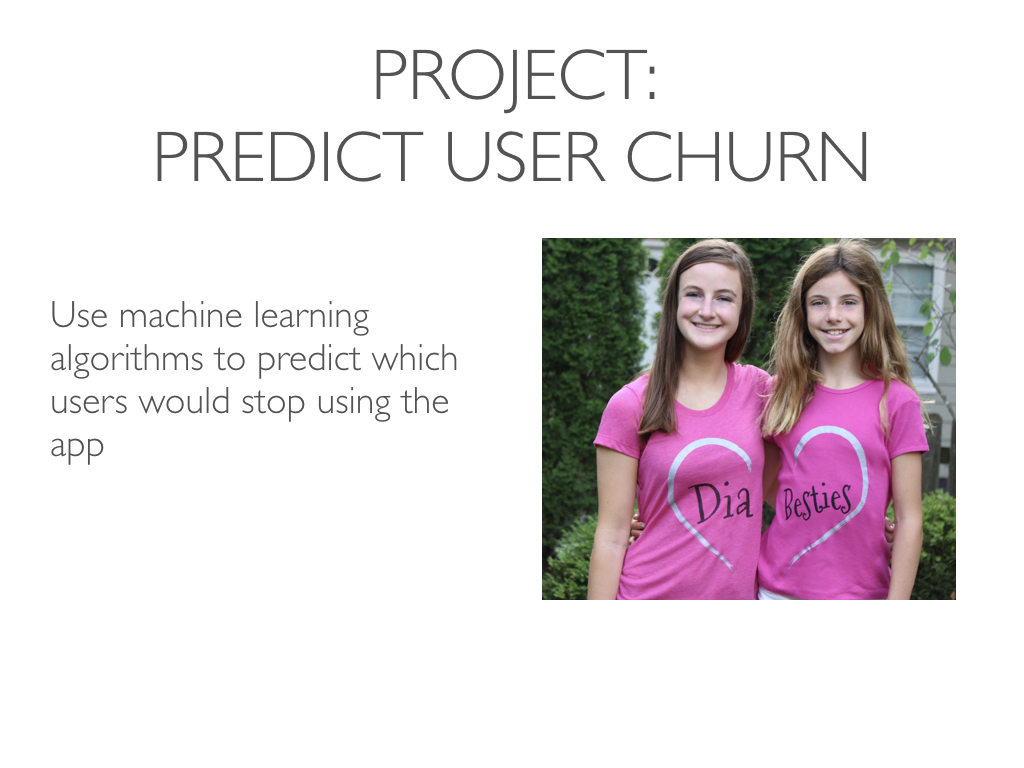 PROJECT:
PREDICT USER CHURN
Use machine learning
algorithms to predict which
users would stop using the
app
Dia Besties